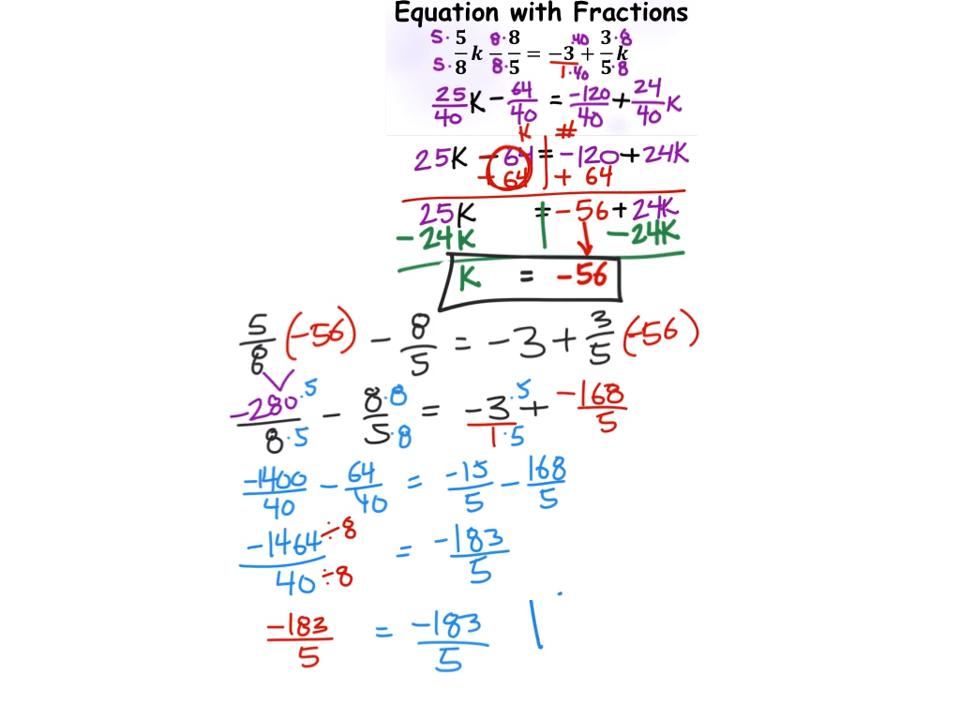 Equation with Fractions
5· 5/8 ·5 k 8· − 8/5 ·8 = −3/1 ·40 ·40 + 3/5 ·8 ·8 k
25/40 K − 64/40 = −120/40 + 24/40 K
K | #
25K − 64 = −120 + 24K
+ 64 | + 64
25K = −56 + 24K
− 24K | − 24K
K = −56
5/8 (−56) − 8/5 = −3 + 3/5 (−56)
−280/8 ·5 ·5 − 8/5 ·8 ·8 = −3/1 ·5 ·5 + −168/5
−1400/40 − 64/40 = −15/5 − 168/5
−1464/40 ÷8 ÷8 = −183/5
−183/5 = −183/5